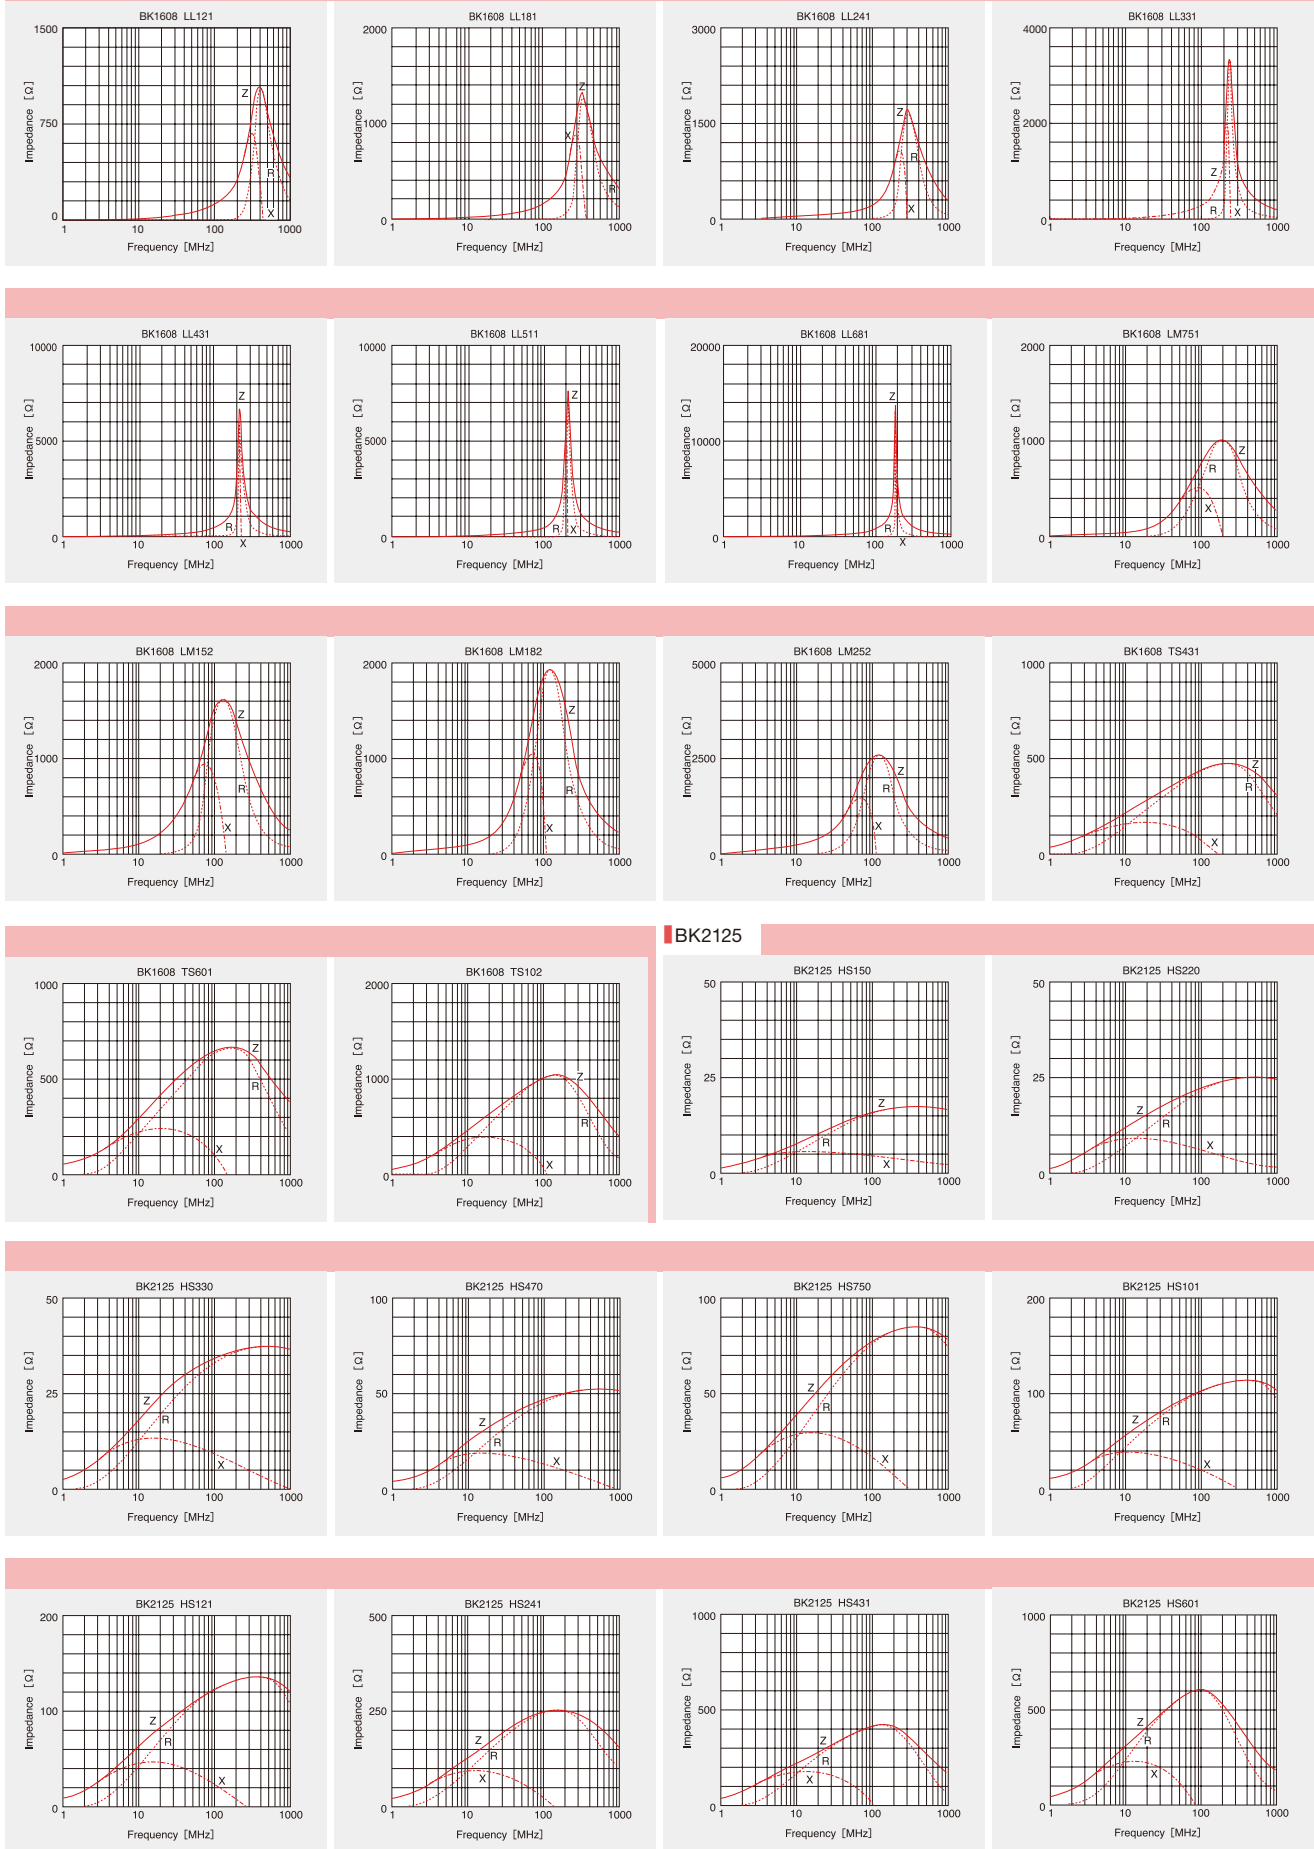 BK1608 LL121
1500
750
0
Impedance [Ω]
Z
R
X
1 10 100 1000
Frequency [MHz]
BK1608 LL181
2000
1000
0
Impedance [Ω]
Z
X
R
1 10 100 1000
Frequency [MHz]
BK1608 LL241
3000
1500
0
Impedance [Ω]
Z
R
X
1 10 100 1000
Frequency [MHz]
BK1608 LL331
4000
2000
0
Impedance [Ω]
Z
R X
1 10 100 1000
Frequency [MHz]
BK1608 LL431
10000
5000
0
Impedance [Ω]
Z
R
X
1 10 100 1000
Frequency [MHz]
BK1608 LL511
10000
5000
0
Impedance [Ω]
Z
R X
1 10 100 1000
Frequency [MHz]
BK1608 LL681
20000
10000
0
Impedance [Ω]
Z
R
X
1 10 100 1000
Frequency [MHz]
BK1608 LM751
2000
1000
0
Impedance [Ω]
Z
R
X
1 10 100 1000
Frequency [MHz]
BK1608 LM152
2000
1000
0
Impedance [Ω]
Z
R
X
1 10 100 1000
Frequency [MHz]
BK1608 LM182
2000
1000
0
Impedance [Ω]
Z
R
X
1 10 100 1000
Frequency [MHz]
BK1608 LM252
5000
2500
0
Impedance [Ω]
Z
R
X
1 10 100 1000
Frequency [MHz]
BK1608 TS431
1000
500
0
Impedance [Ω]
Z
R
X
1 10 100 1000
Frequency [MHz]
BK1608 TS601
1000
500
0
Impedance [Ω]
Z
R
X
1 10 100 1000
Frequency [MHz]
BK1608 TS102
2000
1000
0
Impedance [Ω]
Z
R
X
1 10 100 1000
Frequency [MHz]
BK2125
BK2125 HS150
50
25
0
Impedance [Ω]
Z
R
X
1 10 100 1000
Frequency [MHz]
BK2125 HS220
50
25
0
Impedance [Ω]
Z
R
X
1 10 100 1000
Frequency [MHz]
BK2125 HS330
50
25
0
Impedance [Ω]
Z
R
X
1 10 100 1000
Frequency [MHz]
BK2125 HS470
100
50
0
Impedance [Ω]
Z
R
X
1 10 100 1000
Frequency [MHz]
BK2125 HS750
100
50
0
Impedance [Ω]
Z
R
X
1 10 100 1000
Frequency [MHz]
BK2125 HS101
200
100
0
Impedance [Ω]
Z R
X
1 10 100 1000
Frequency [MHz]
BK2125 HS121
200
100
0
Impedance [Ω]
Z
R
X
1 10 100 1000
Frequency [MHz]
BK2125 HS241
500
250
0
Impedance [Ω]
Z
R
X
1 10 100 1000
Frequency [MHz]
BK2125 HS431
1000
500
0
Impedance [Ω]
Z
R
X
1 10 100 1000
Frequency [MHz]
BK2125 HS601
1000
500
0
Impedance [Ω]
Z
R
X
1 10 100 1000
Frequency [MHz]